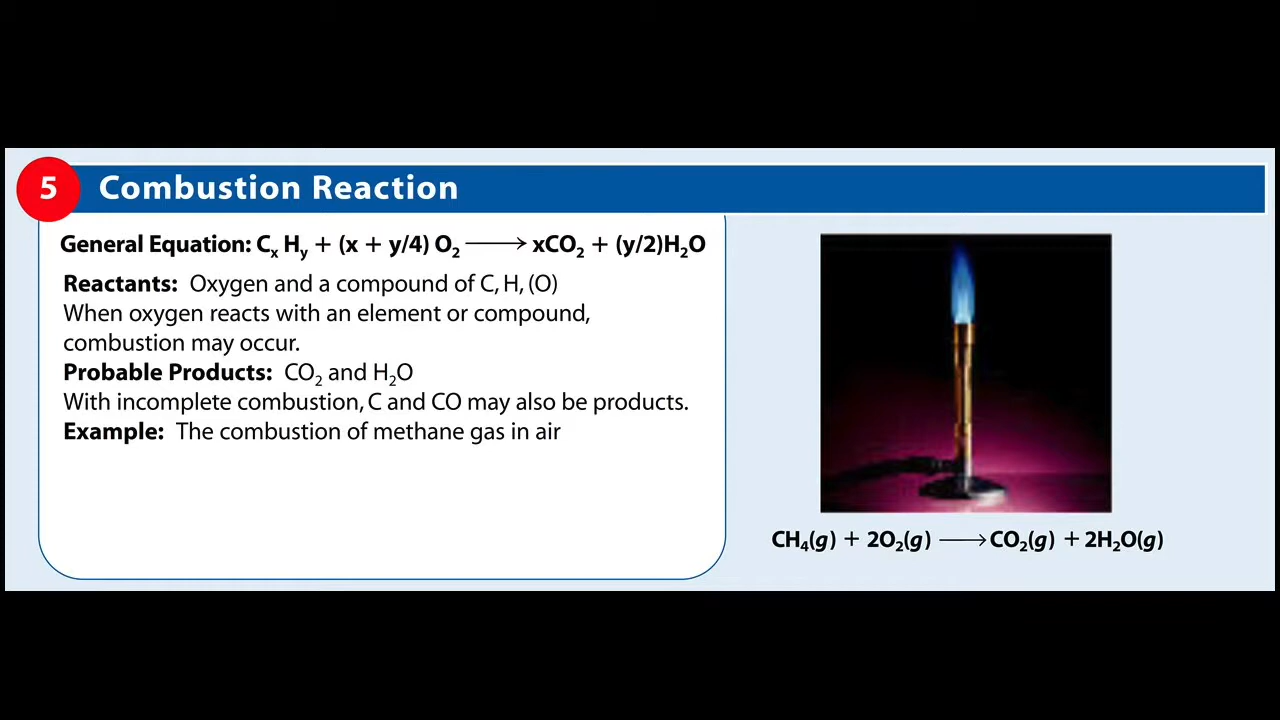 5 Combustion Reaction
General Equation: CₓHᵧ + (x + y/4) O₂ ⟶ xCO₂ + (y/2)H₂O
Reactants: Oxygen and a compound of C, H, (O)
When oxygen reacts with an element or compound,
combustion may occur.
Probable Products: CO₂ and H₂O
With incomplete combustion, C and CO may also be products.
Example: The combustion of methane gas in air
CH₄(g) + 2O₂(g) ⟶ CO₂(g) + 2H₂O(g)